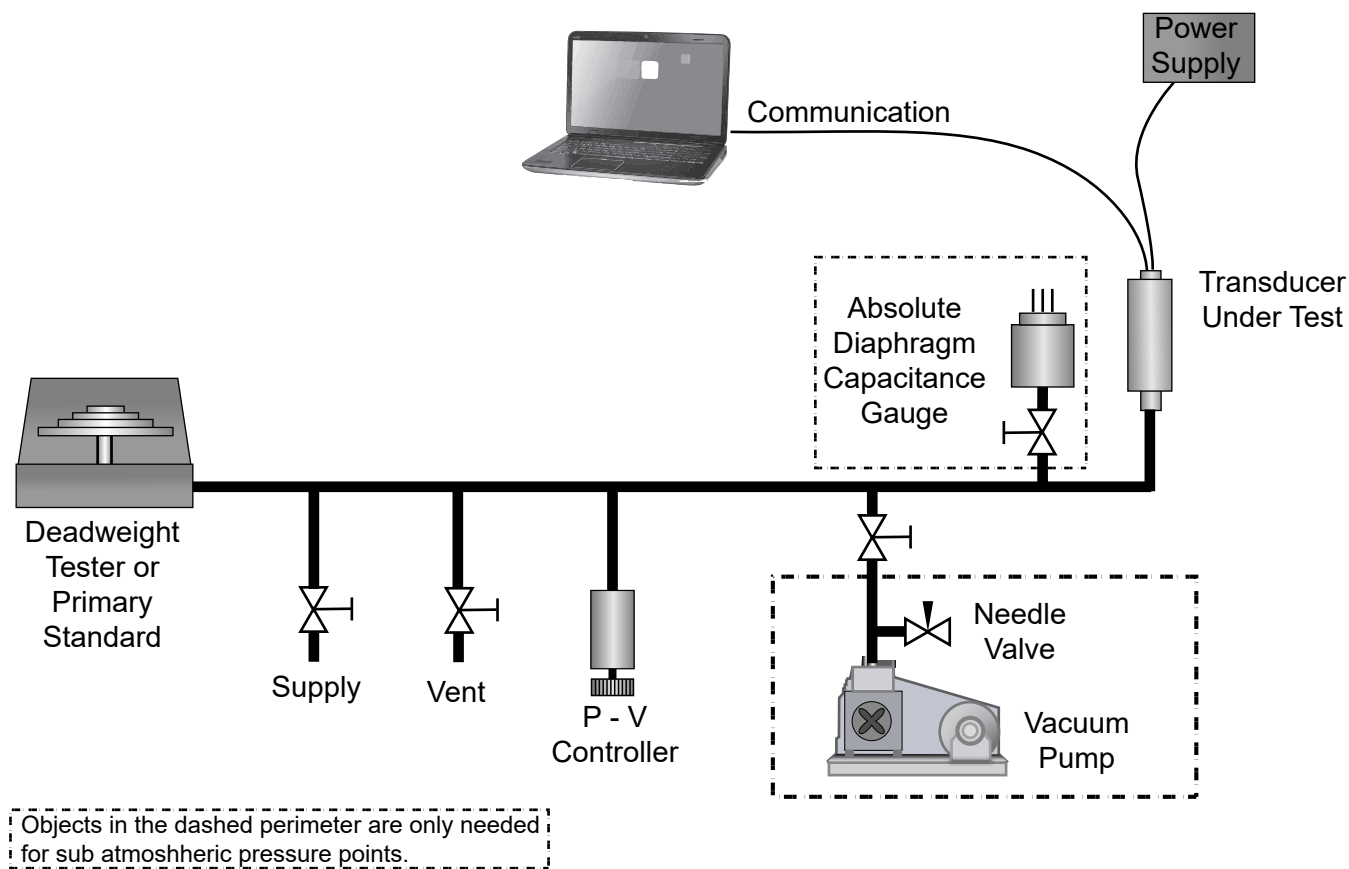 Power
Supply
Communication
Transducer
Under Test
Absolute
Diaphragm
Capacitance
Gauge
Deadweight
Tester or
Primary
Standard
Supply
Vent
P - V
Controller
Needle
Valve
Vacuum
Pump
Objects in the dashed perimeter are only needed
for sub atmoshheric pressure points.